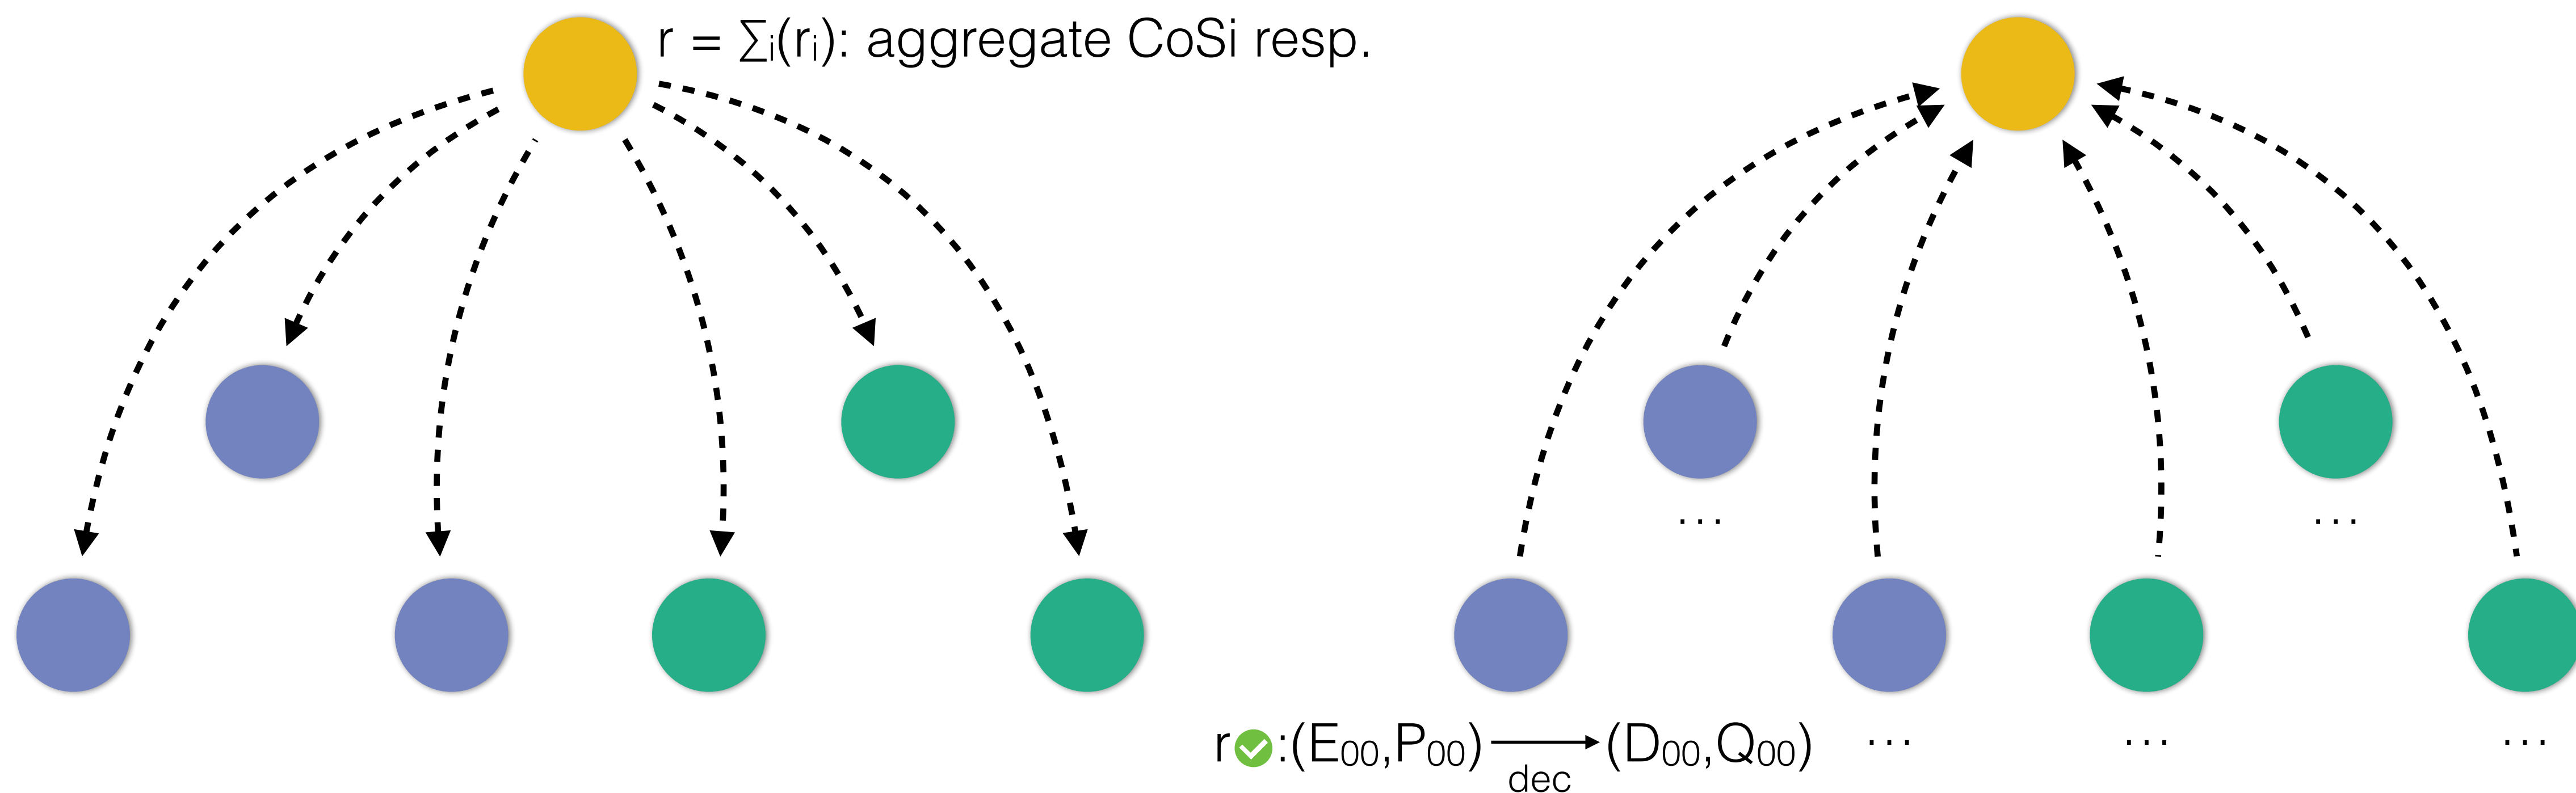 r = ∑i(ri): aggregate CoSi resp.
...
...
r✅:(E00,P00) → (D00,Q00)
dec
...
...
...